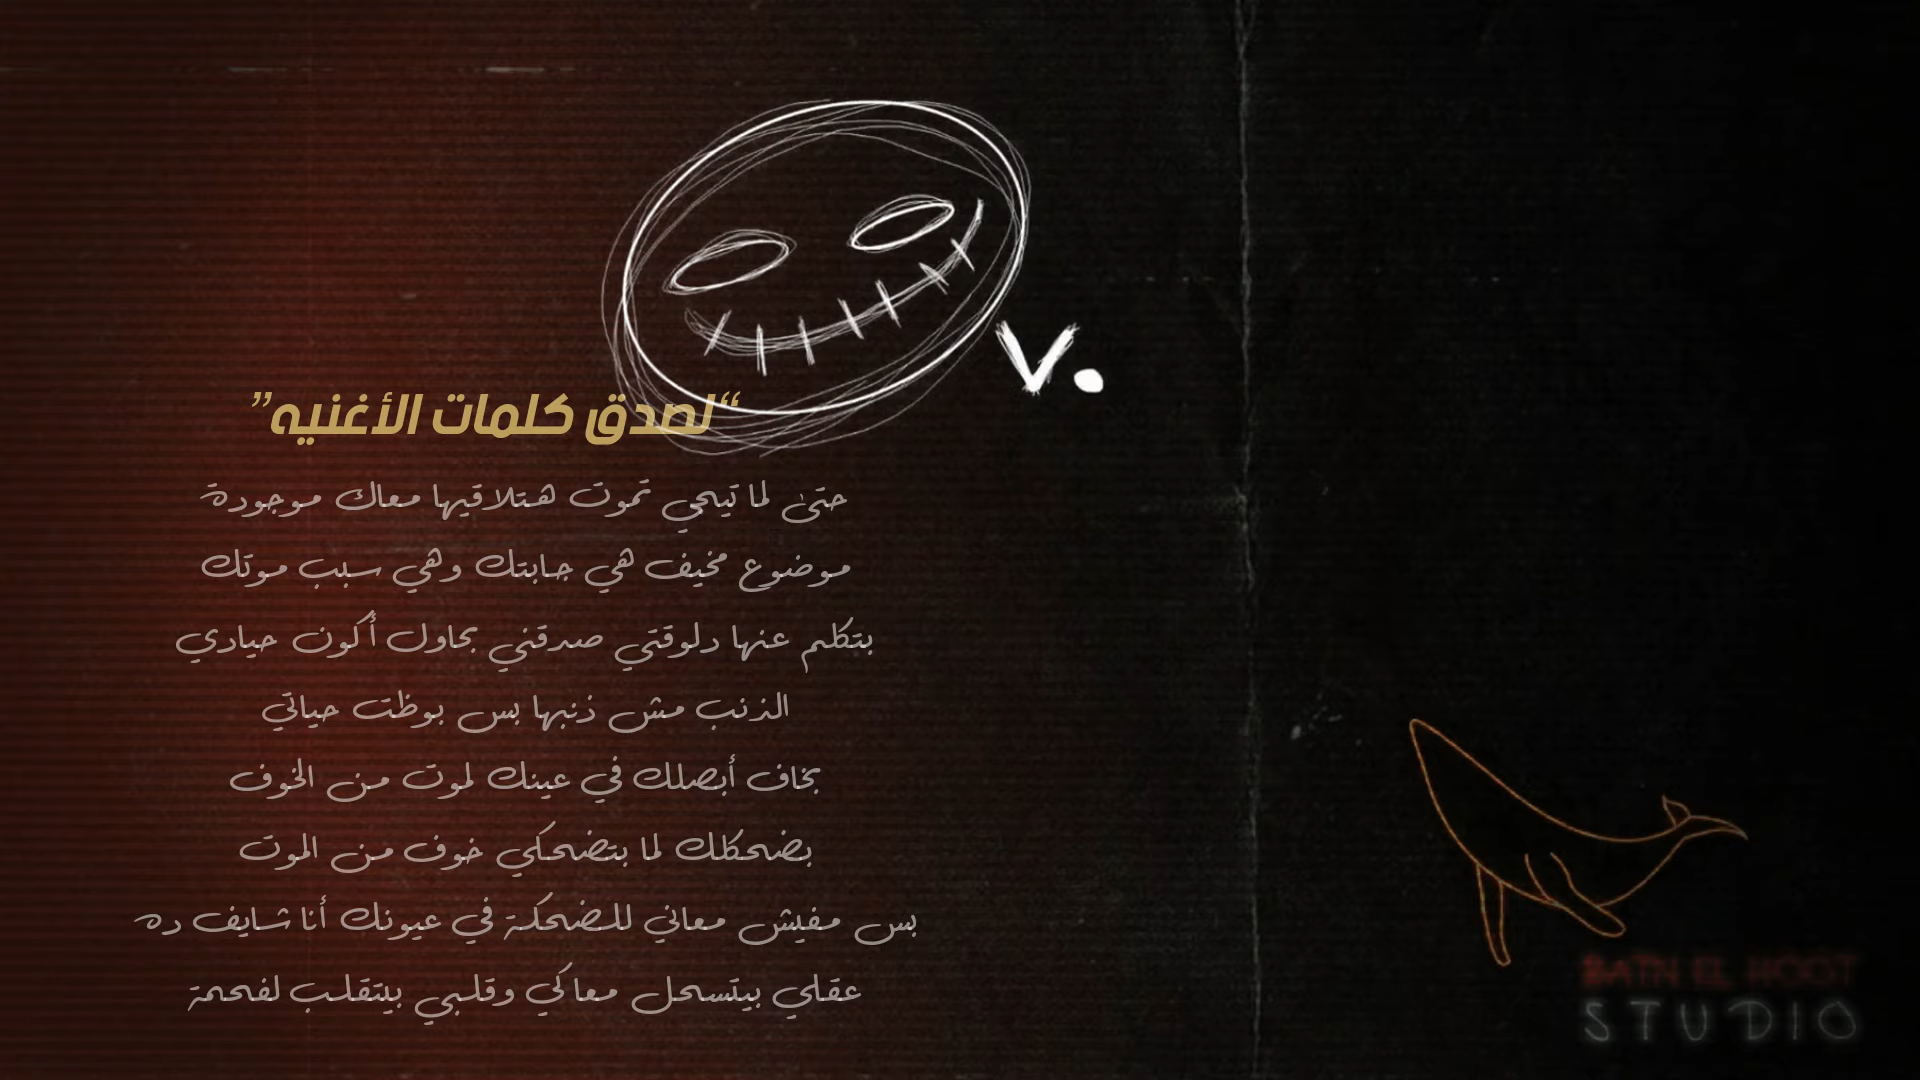 v.
“لصدق كلمات الأغنيه”
حتى لما تيجي تموت هتلاقيها معاك موجودة
موضوع مخيف هي جابتك وهي سبب موتك
بتكلم عنها دلوقتي صدقني بحاول أكون حيادي
الذنب مش ذنبها بس بوظت حياتي
بخاف أبصلك في عينك لموت من الخوف
بضحكلك لما بتضحكي خوف من الموت
بس مفيش معاني للضحكة في عيونك أنا شايف ده
عقلي بيتسحل معاكي وقلبي بيتقلب لفحمة
BATN EL HOOT
STUDIO